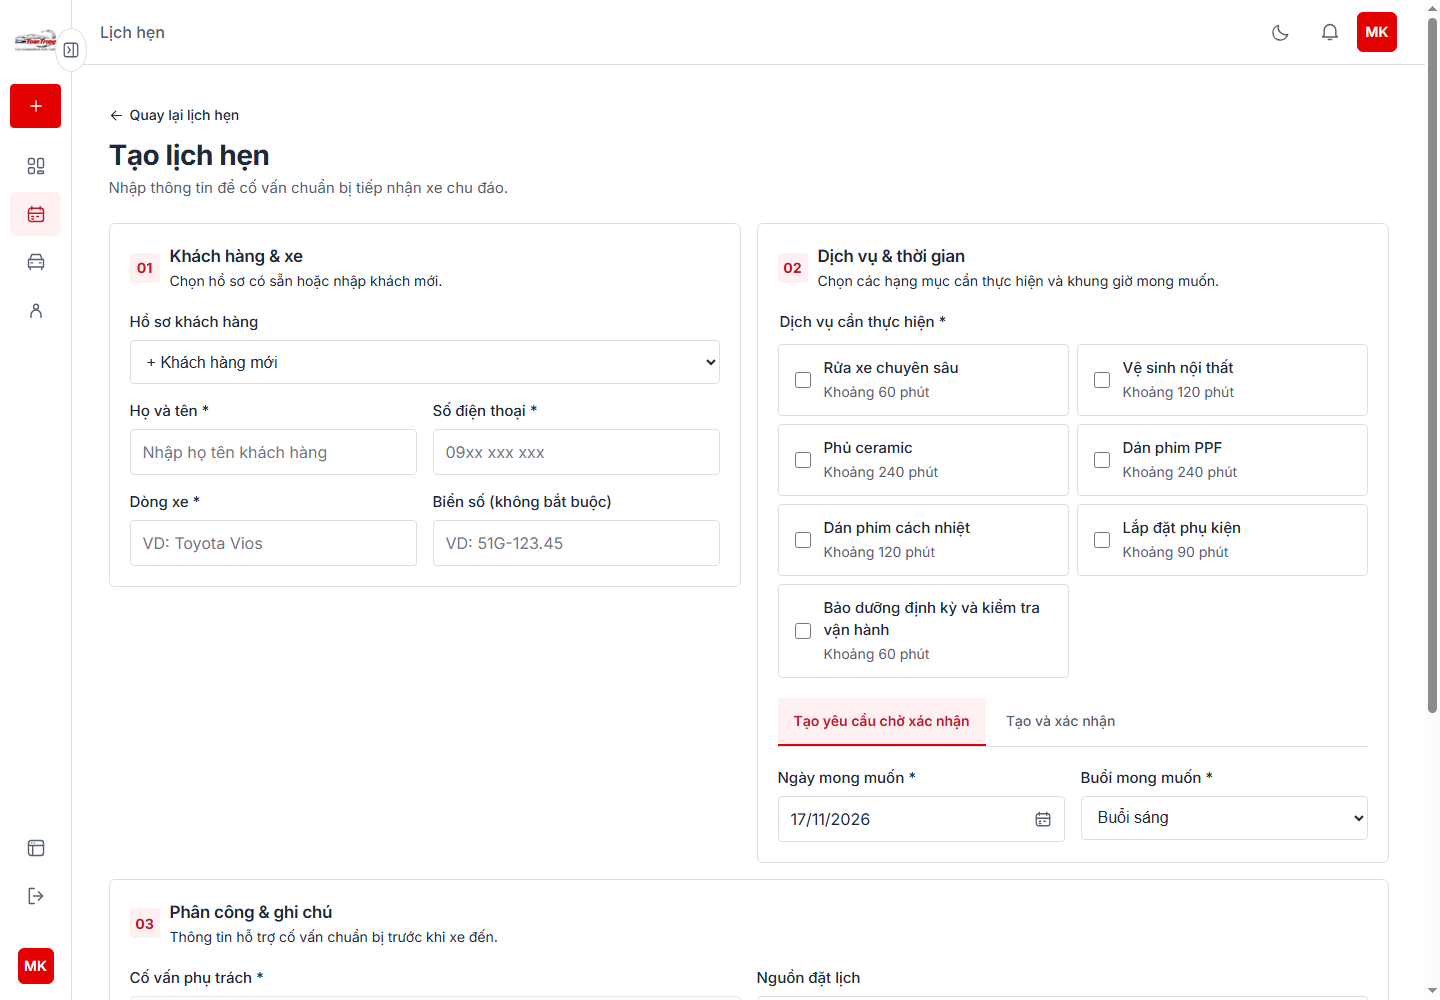 Lịch hẹn
MK
Quay lại lịch hẹn
Tạo lịch hẹn
Nhập thông tin để cố vấn chuẩn bị tiếp nhận xe chu đáo.
01
Khách hàng & xe
Chọn hồ sơ có sẵn hoặc nhập khách mới.
Hồ sơ khách hàng
+ Khách hàng mới
Họ và tên *
Số điện thoại *
Nhập họ tên khách hàng
09xx xxx xxx
Dòng xe *
Biển số (không bắt buộc)
VD: Toyota Vios
VD: 51G-123.45
02
Dịch vụ & thời gian
Chọn các hạng mục cần thực hiện và khung giờ mong muốn.
Dịch vụ cần thực hiện *
Rửa xe chuyên sâu
Khoảng 60 phút
Vệ sinh nội thất
Khoảng 120 phút
Phủ ceramic
Khoảng 240 phút
Dán phim PPF
Khoảng 240 phút
Dán phim cách nhiệt
Khoảng 120 phút
Lắp đặt phụ kiện
Khoảng 90 phút
Bảo dưỡng định kỳ và kiểm tra
vận hành
Khoảng 60 phút
Tạo yêu cầu chờ xác nhận
Tạo và xác nhận
Ngày mong muốn *
Buổi mong muốn *
17/11/2026
Buổi sáng
03
Phân công & ghi chú
Thông tin hỗ trợ cố vấn chuẩn bị trước khi xe đến.
Cố vấn phụ trách *
Nguồn đặt lịch
MK